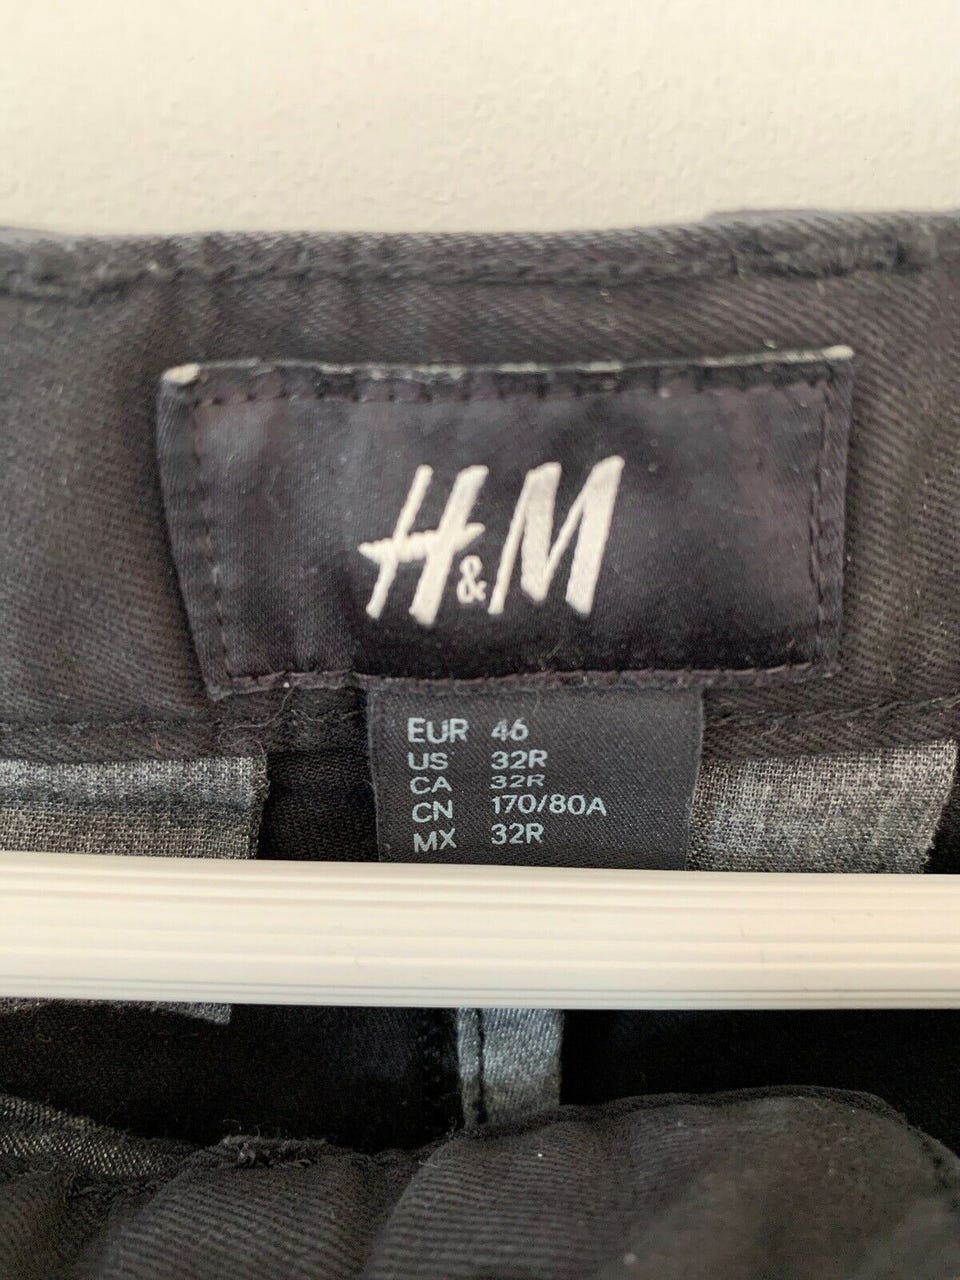 H&M
EUR 46
US 32R
CA 32R
CN 170/80A
MX 32R